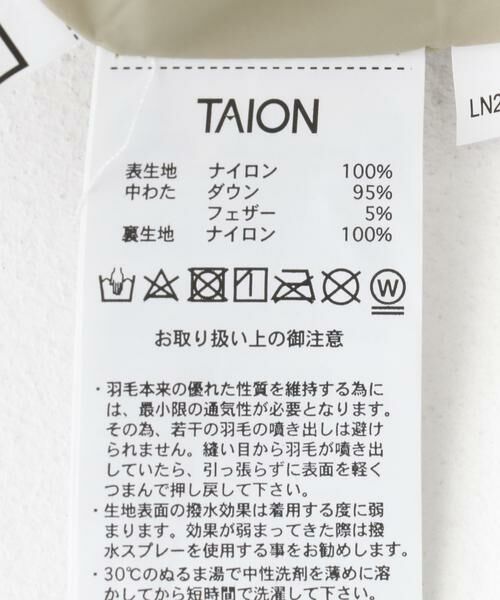 TAION
表生地 ナイロン 100%
中わた ダウン 95%
フェザー 5%
裏生地 ナイロン 100%
W
お取り扱い上の御注意
・羽毛本来の優れた性質を維持する為に
は、最小限の通気性が必要となります。
その為、若干の羽毛の噴き出しは避け
られません。縫い目から羽毛が噴き出
していたら、引っ張らずに表面を軽く
つまんで押し戻して下さい。
・生地表面の撥水効果は着用する度に弱
まります。効果が弱まってきた際は撥
水スプレーを使用する事をお勧めします。
・30℃のぬるま湯で中性洗剤を薄めに溶
かしてから短時間で洗濯して下さい。
LN2